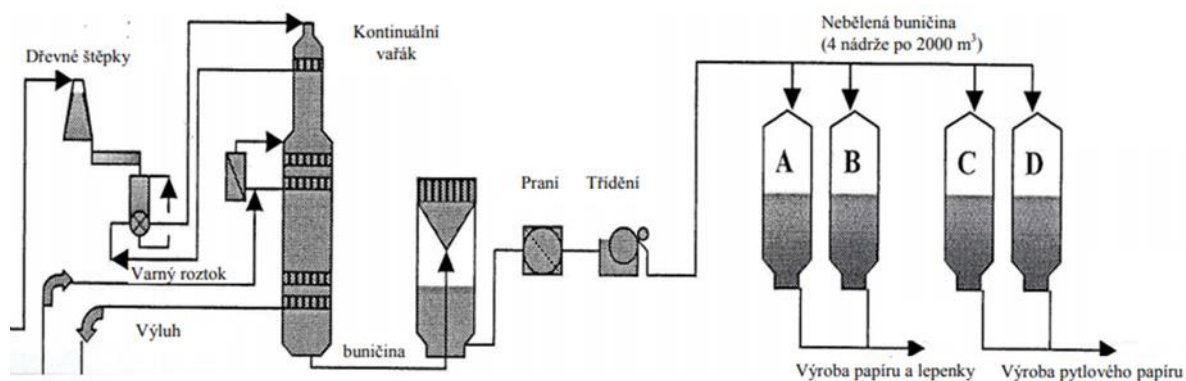 Dřevné štěpky
Kontinuální
vařák
Nebělená buničina
(4 nádrže po 2000 m³)
Praní
Třídění
A
B
C
D
Varný roztok
Výluh
buničina
Výroba papíru a lepenky
Výroba pytlového papíru